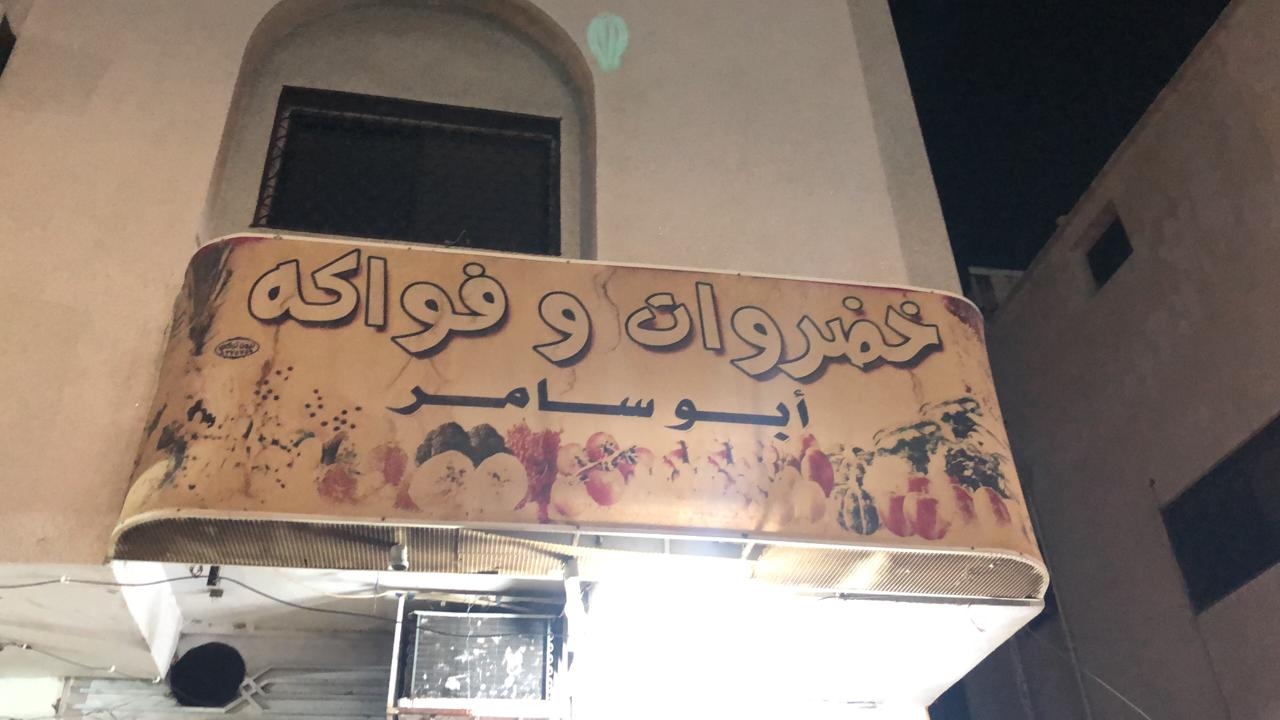 خضروات و فواكه
أبو سامر